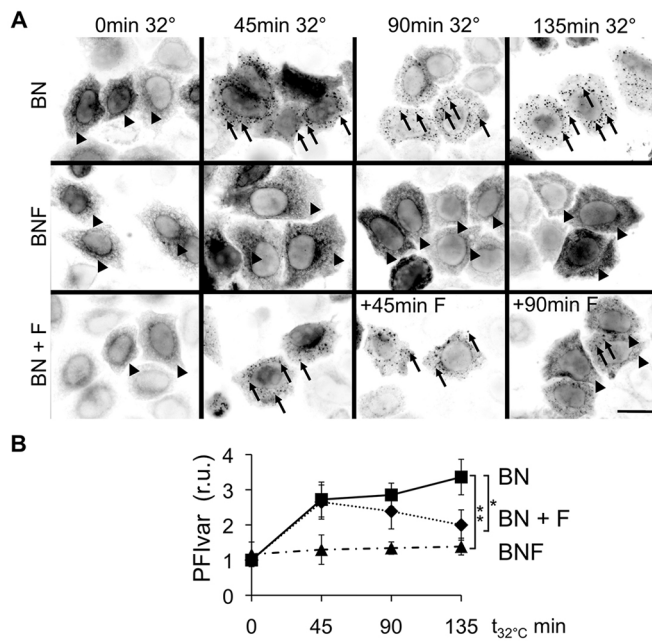 A
0min 32° 45min 32° 90min 32° 135min 32°
BN
BNF
BN + F
+45min F +90min F
B
PFIvar (r.u.)
4
3
2
1
0
0 45 90 135 t32°C min
BN
BN + F
BNF
*
**